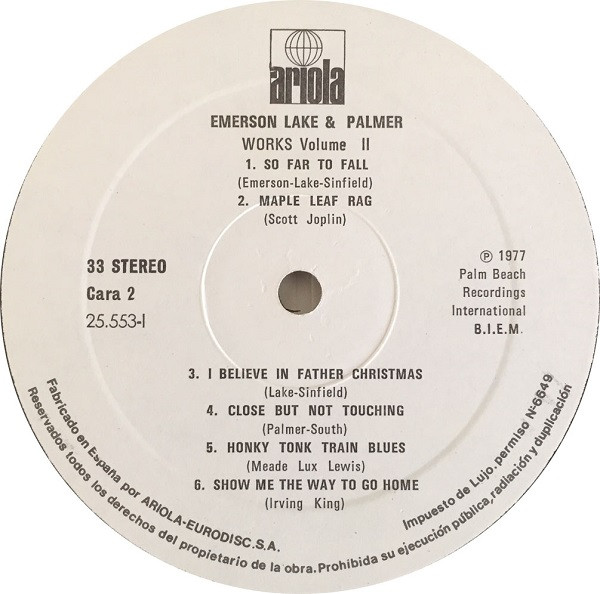 ariola
EMERSON LAKE & PALMER
WORKS Volume II
1. SO FAR TO FALL
(Emerson-Lake-Sinfield)
2. MAPLE LEAF RAG
(Scott Joplin)
33 STEREO
Cara 2
25.553-I
℗ 1977
Palm Beach
Recordings
International
B.I.E.M.
3. I BELIEVE IN FATHER CHRISTMAS
(Lake-Sinfield)
4. CLOSE BUT NOT TOUCHING
(Palmer-South)
5. HONKY TONK TRAIN BLUES
(Meade Lux Lewis)
6. SHOW ME THE WAY TO GO HOME
(Irving King)
Fabricado en España por ARIOLA-EURODISC.S.A. Impuesto de Lujo. permiso N-6649
Reservados todos los derechos del propietario de la obra. Prohibida su ejecución pública, radiación y duplicación